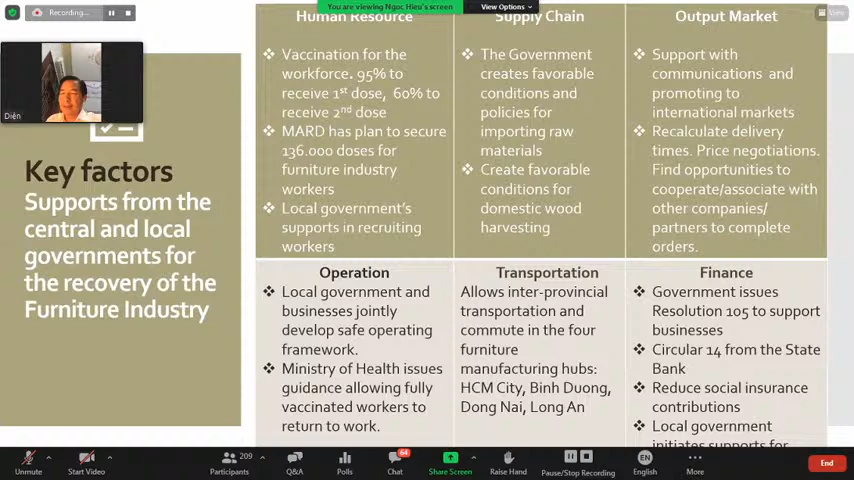 Recording...
You are viewing Ngoc Hieu's screen
View Options
View
Diên
Key factors
Supports from the
central and local
governments for
the recovery of the
Furniture Industry
Human Resource
❖ Vaccination for the
workforce. 95% to
receive 1st dose, 60% to
receive 2nd dose
❖ MARD has plan to secure
136.000 doses for
furniture industry
workers
❖ Local government's
supports in recruiting
workers
Supply Chain
❖ The Government
creates favorable
conditions and
policies for
importing raw
materials
❖ Create favorable
conditions for
domestic wood
harvesting
Output Market
❖ Support with
communications and
promoting to
international markets
❖ Recalculate delivery
times. Price negotiations.
Find opportunities to
cooperate/associate with
other companies/
partners to complete
orders.
Operation
❖ Local government and
businesses jointly
develop safe operating
framework.
❖ Ministry of Health issues
guidance allowing fully
vaccinated workers to
return to work.
Transportation
Allows inter-provincial
transportation and
commute in the four
furniture
manufacturing hubs:
HCM City, Binh Duong,
Dong Nai, Long An
Finance
❖ Government issues
Resolution 105 to support
businesses
❖ Circular 14 from the State
Bank
❖ Reduce social insurance
contributions
❖ Local government
initiates supports for
Unmute
Start Video
209
Participants
Q&A
Polls
64
Chat
Share Screen
Raise Hand
Pause/Stop Recording
EN
English
More
End